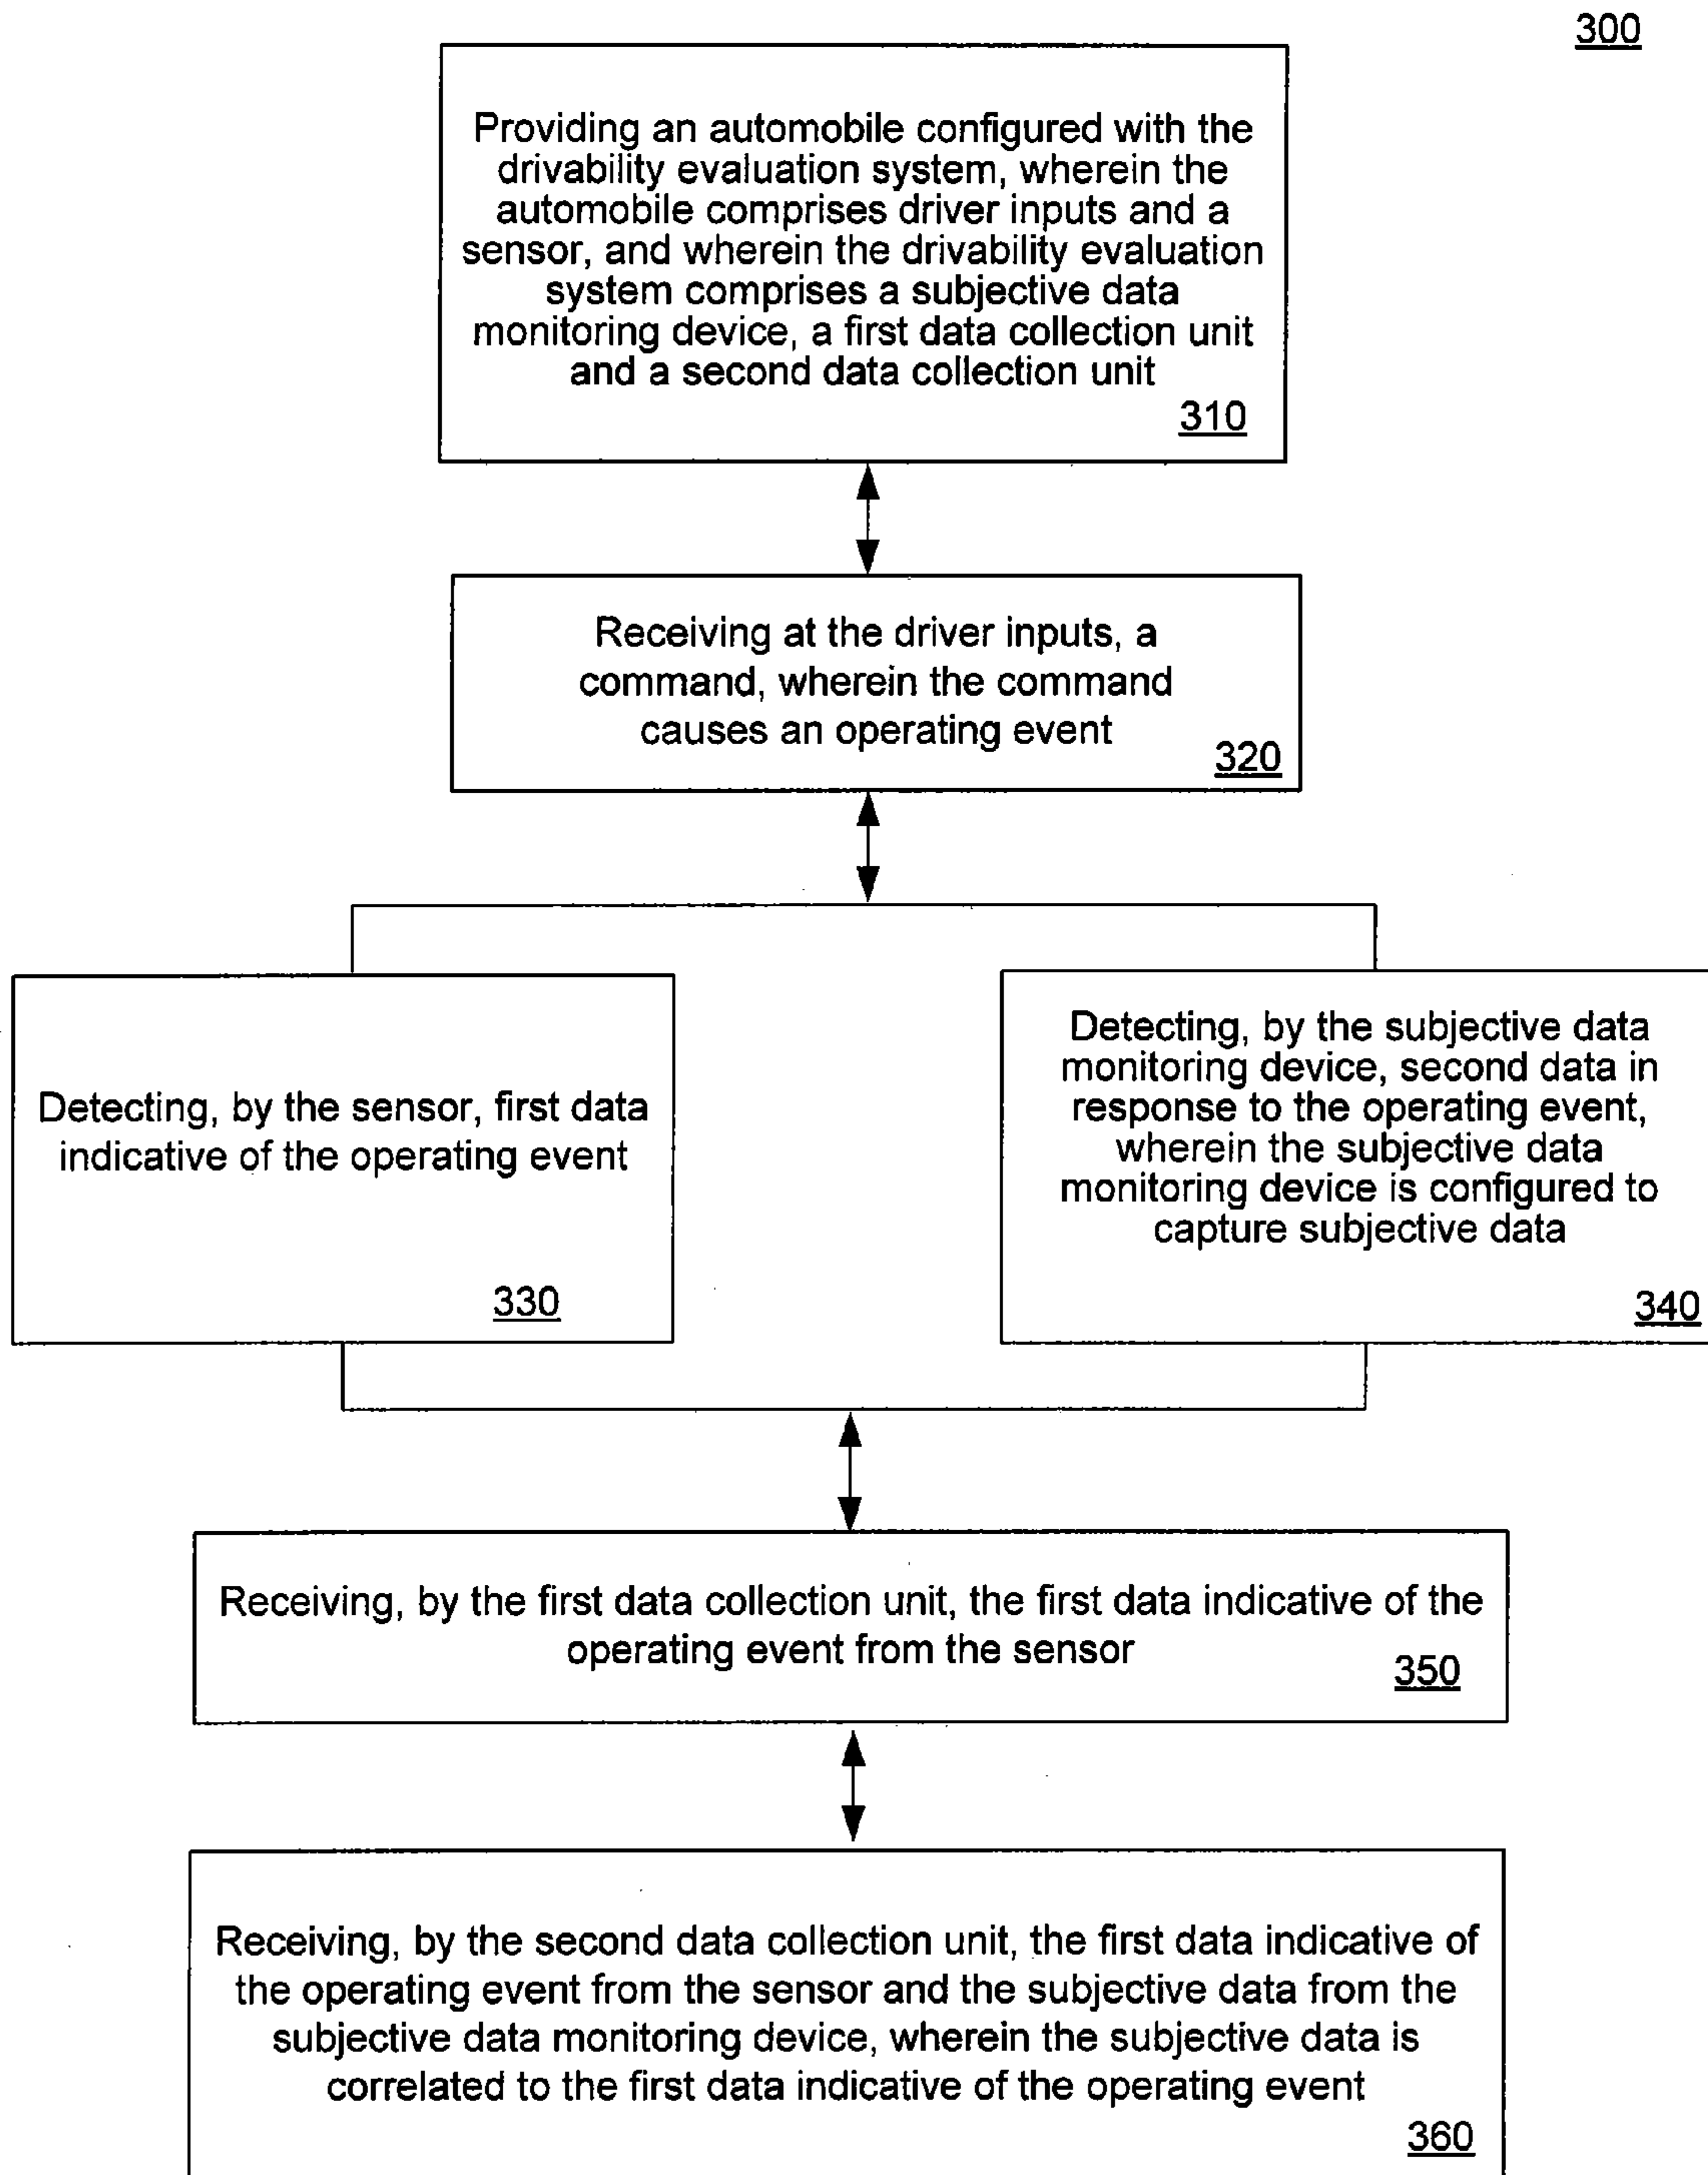 300
Providing an automobile configured with the
drivability evaluation system, wherein the
automobile comprises driver inputs and a
sensor, and wherein the drivability evaluation
system comprises a subjective data
monitoring device, a first data collection unit
and a second data collection unit
310
Receiving at the driver inputs, a
command, wherein the command
causes an operating event
320
Detecting, by the sensor, first data
indicative of the operating event
330
Detecting, by the subjective data
monitoring device, second data in
response to the operating event,
wherein the subjective data
monitoring device is configured to
capture subjective data
340
Receiving, by the first data collection unit, the first data indicative of the
operating event from the sensor
350
Receiving, by the second data collection unit, the first data indicative of
the operating event from the sensor and the subjective data from the
subjective data monitoring device, wherein the subjective data is
correlated to the first data indicative of the operating event
360